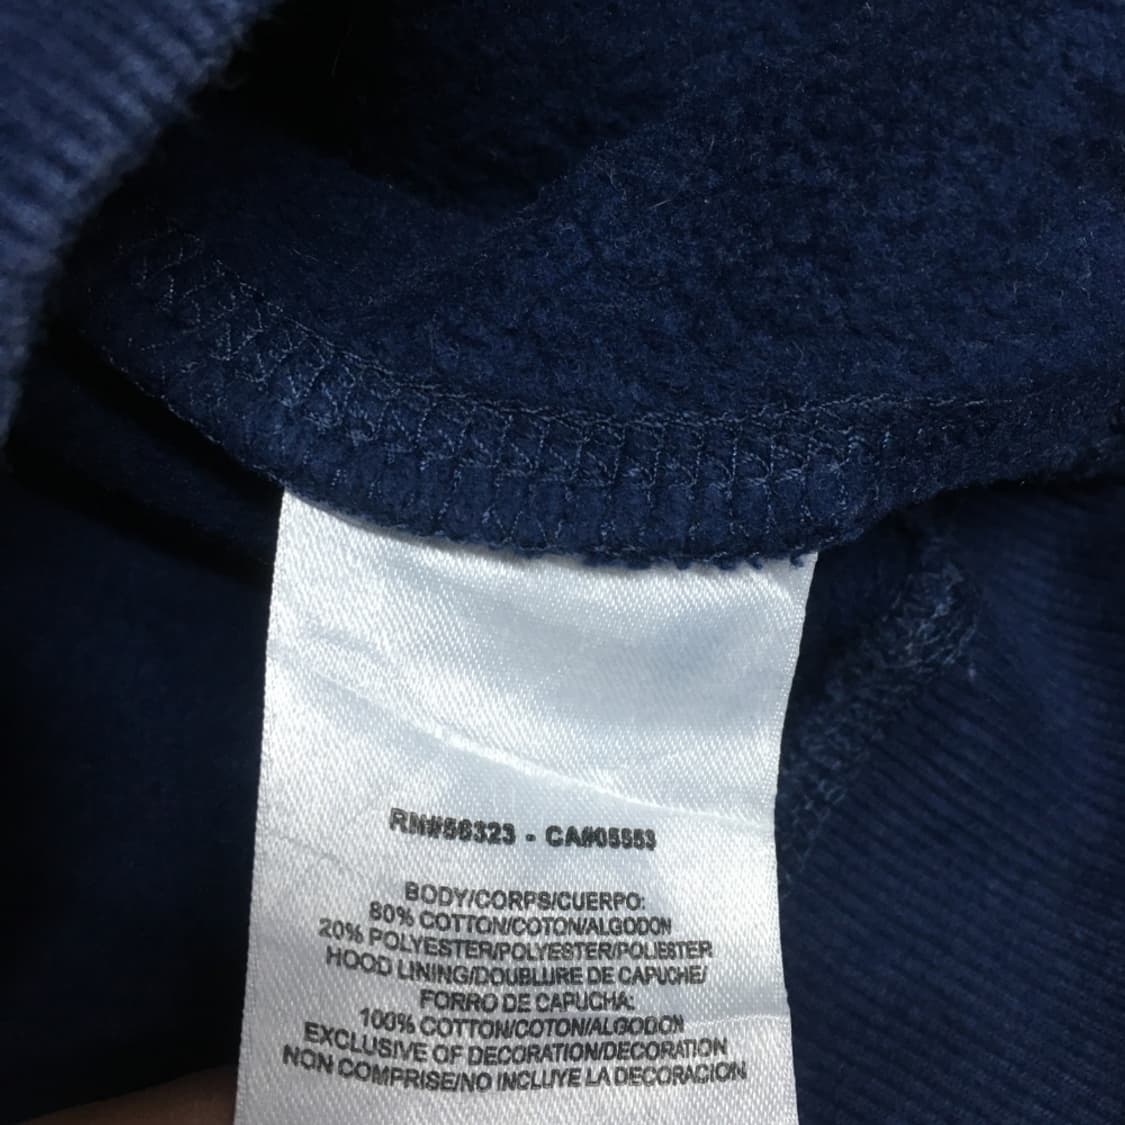 RN#56323 - CA#05553
BODY/CORPS/CUERPO:
80% COTTON/COTON/ALGODON
20% POLYESTER/POLYESTER/POLIESTER
HOOD LINING/DOUBLURE DE CAPUCHE/
FORRO DE CAPUCHA:
100% COTTON/COTON/ALGODON
EXCLUSIVE OF DECORATION/DECORATION
NON COMPRISE/NO INCLUYE LA DECORACION